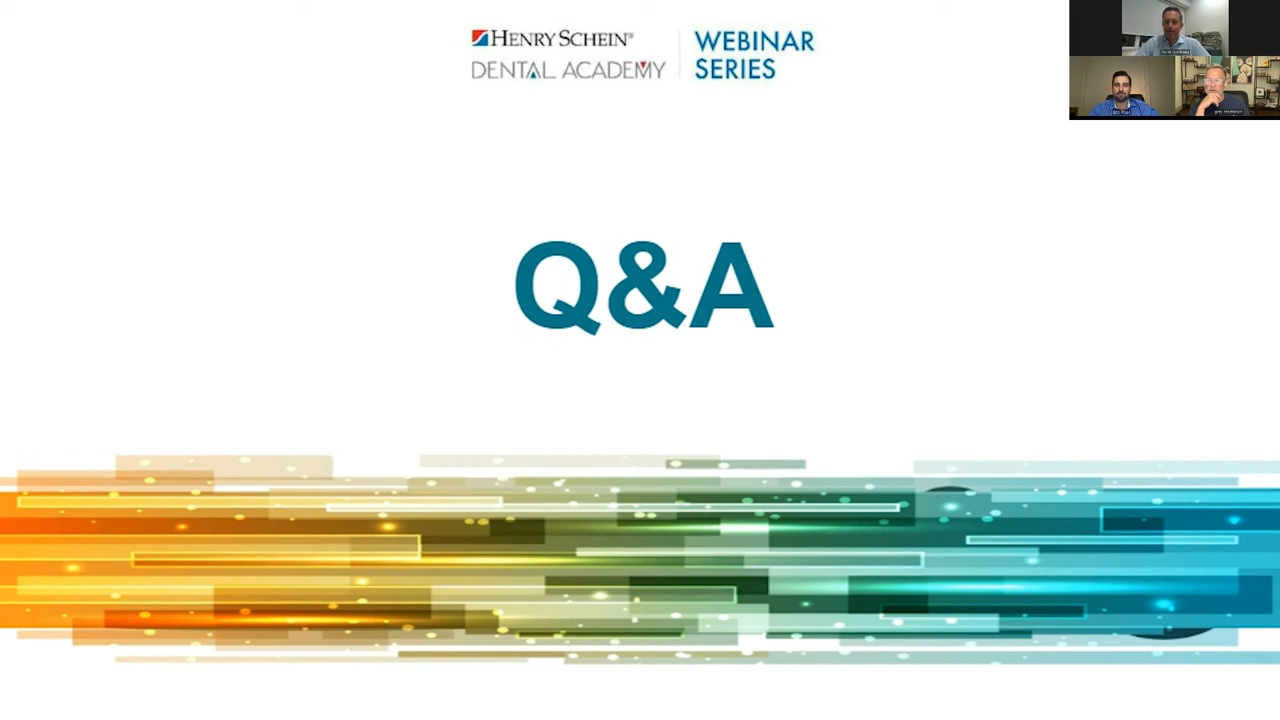 HENRY SCHEIN®
DENTAL ACADEMY
WEBINAR
SERIES
Q&A